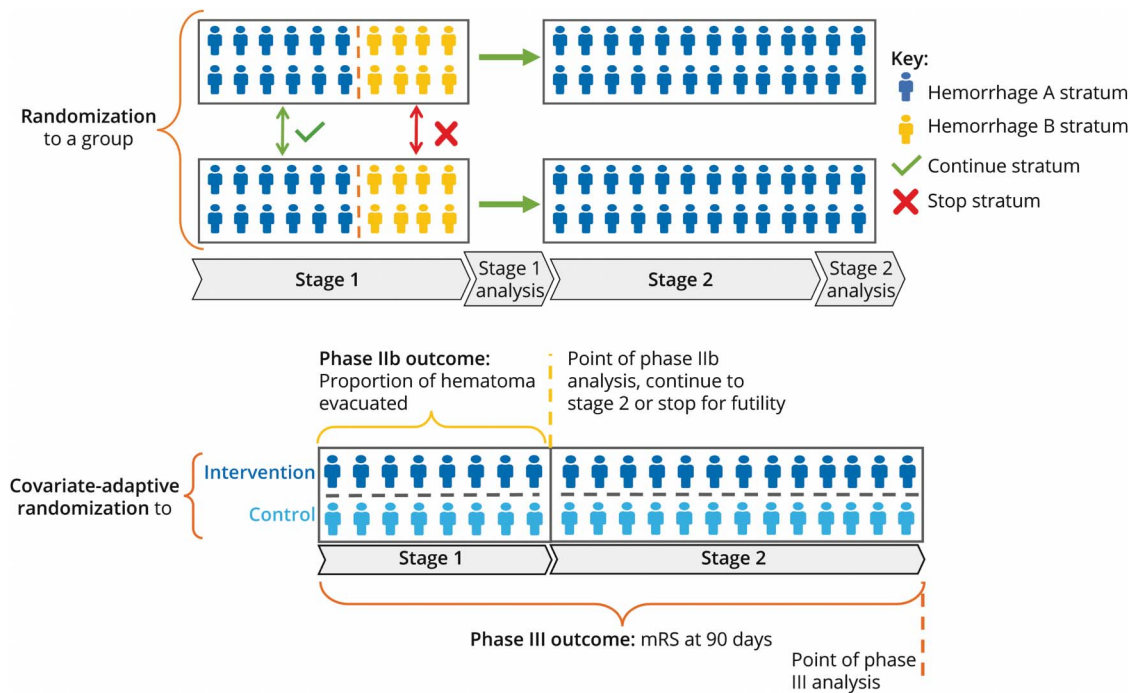 Randomization
to a group
Key:
Hemorrhage A stratum
Hemorrhage B stratum
Continue stratum
Stop stratum
Stage 1
Stage 1
analysis
Stage 2
Stage 2
analysis
Phase IIb outcome:
Proportion of hematoma
evacuated
Point of phase IIb
analysis, continue to
stage 2 or stop for futility
Covariate-adaptive
randomization to
Intervention
Control
Stage 1
Stage 2
Phase III outcome: mRS at 90 days
Point of phase
III analysis